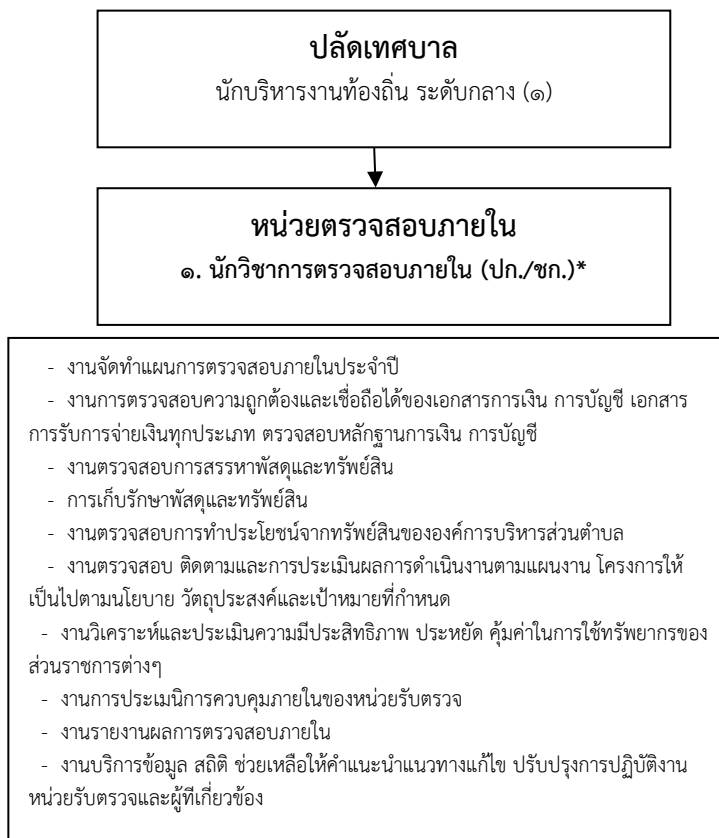 ปลัดเทศบาล
นักบริหารงานท้องถิ่น ระดับกลาง (๑)
หน่วยตรวจสอบภายใน
๑. นักวิชาการตรวจสอบภายใน (ปก./ชก.)*
- งานจัดทำแผนการตรวจสอบภายในประจำปี
- งานการตรวจสอบความถูกต้องและเชื่อถือได้ของเอกสารการเงิน การบัญชี เอกสาร
การรับการจ่ายเงินทุกประเภท ตรวจสอบหลักฐานการเงิน การบัญชี
- งานตรวจสอบการสรรหาพัสดุและทรัพย์สิน
- การเก็บรักษาพัสดุและทรัพย์สิน
- งานตรวจสอบการทำประโยชน์จากทรัพย์สินขององค์การบริหารส่วนตำบล
- งานตรวจสอบ ติดตามและการประเมินผลการดำเนินงานตามแผนงาน โครงการให้
เป็นไปตามนโยบาย วัตถุประสงค์และเป้าหมายที่กำหนด
- งานวิเคราะห์และประเมินความมีประสิทธิภาพ ประหยัด คุ้มค่าในการใช้ทรัพยากรของ
ส่วนราชการต่างๆ
- งานการประเมนิการควบคุมภายในของหน่วยรับตรวจ
- งานรายงานผลการตรวจสอบภายใน
- งานบริการข้อมูล สถิติ ช่วยเหลือให้คำแนะนำแนวทางแก้ไข ปรับปรุงการปฏิบัติงาน
หน่วยรับตรวจและผู้ทีเกี่ยวข้อง